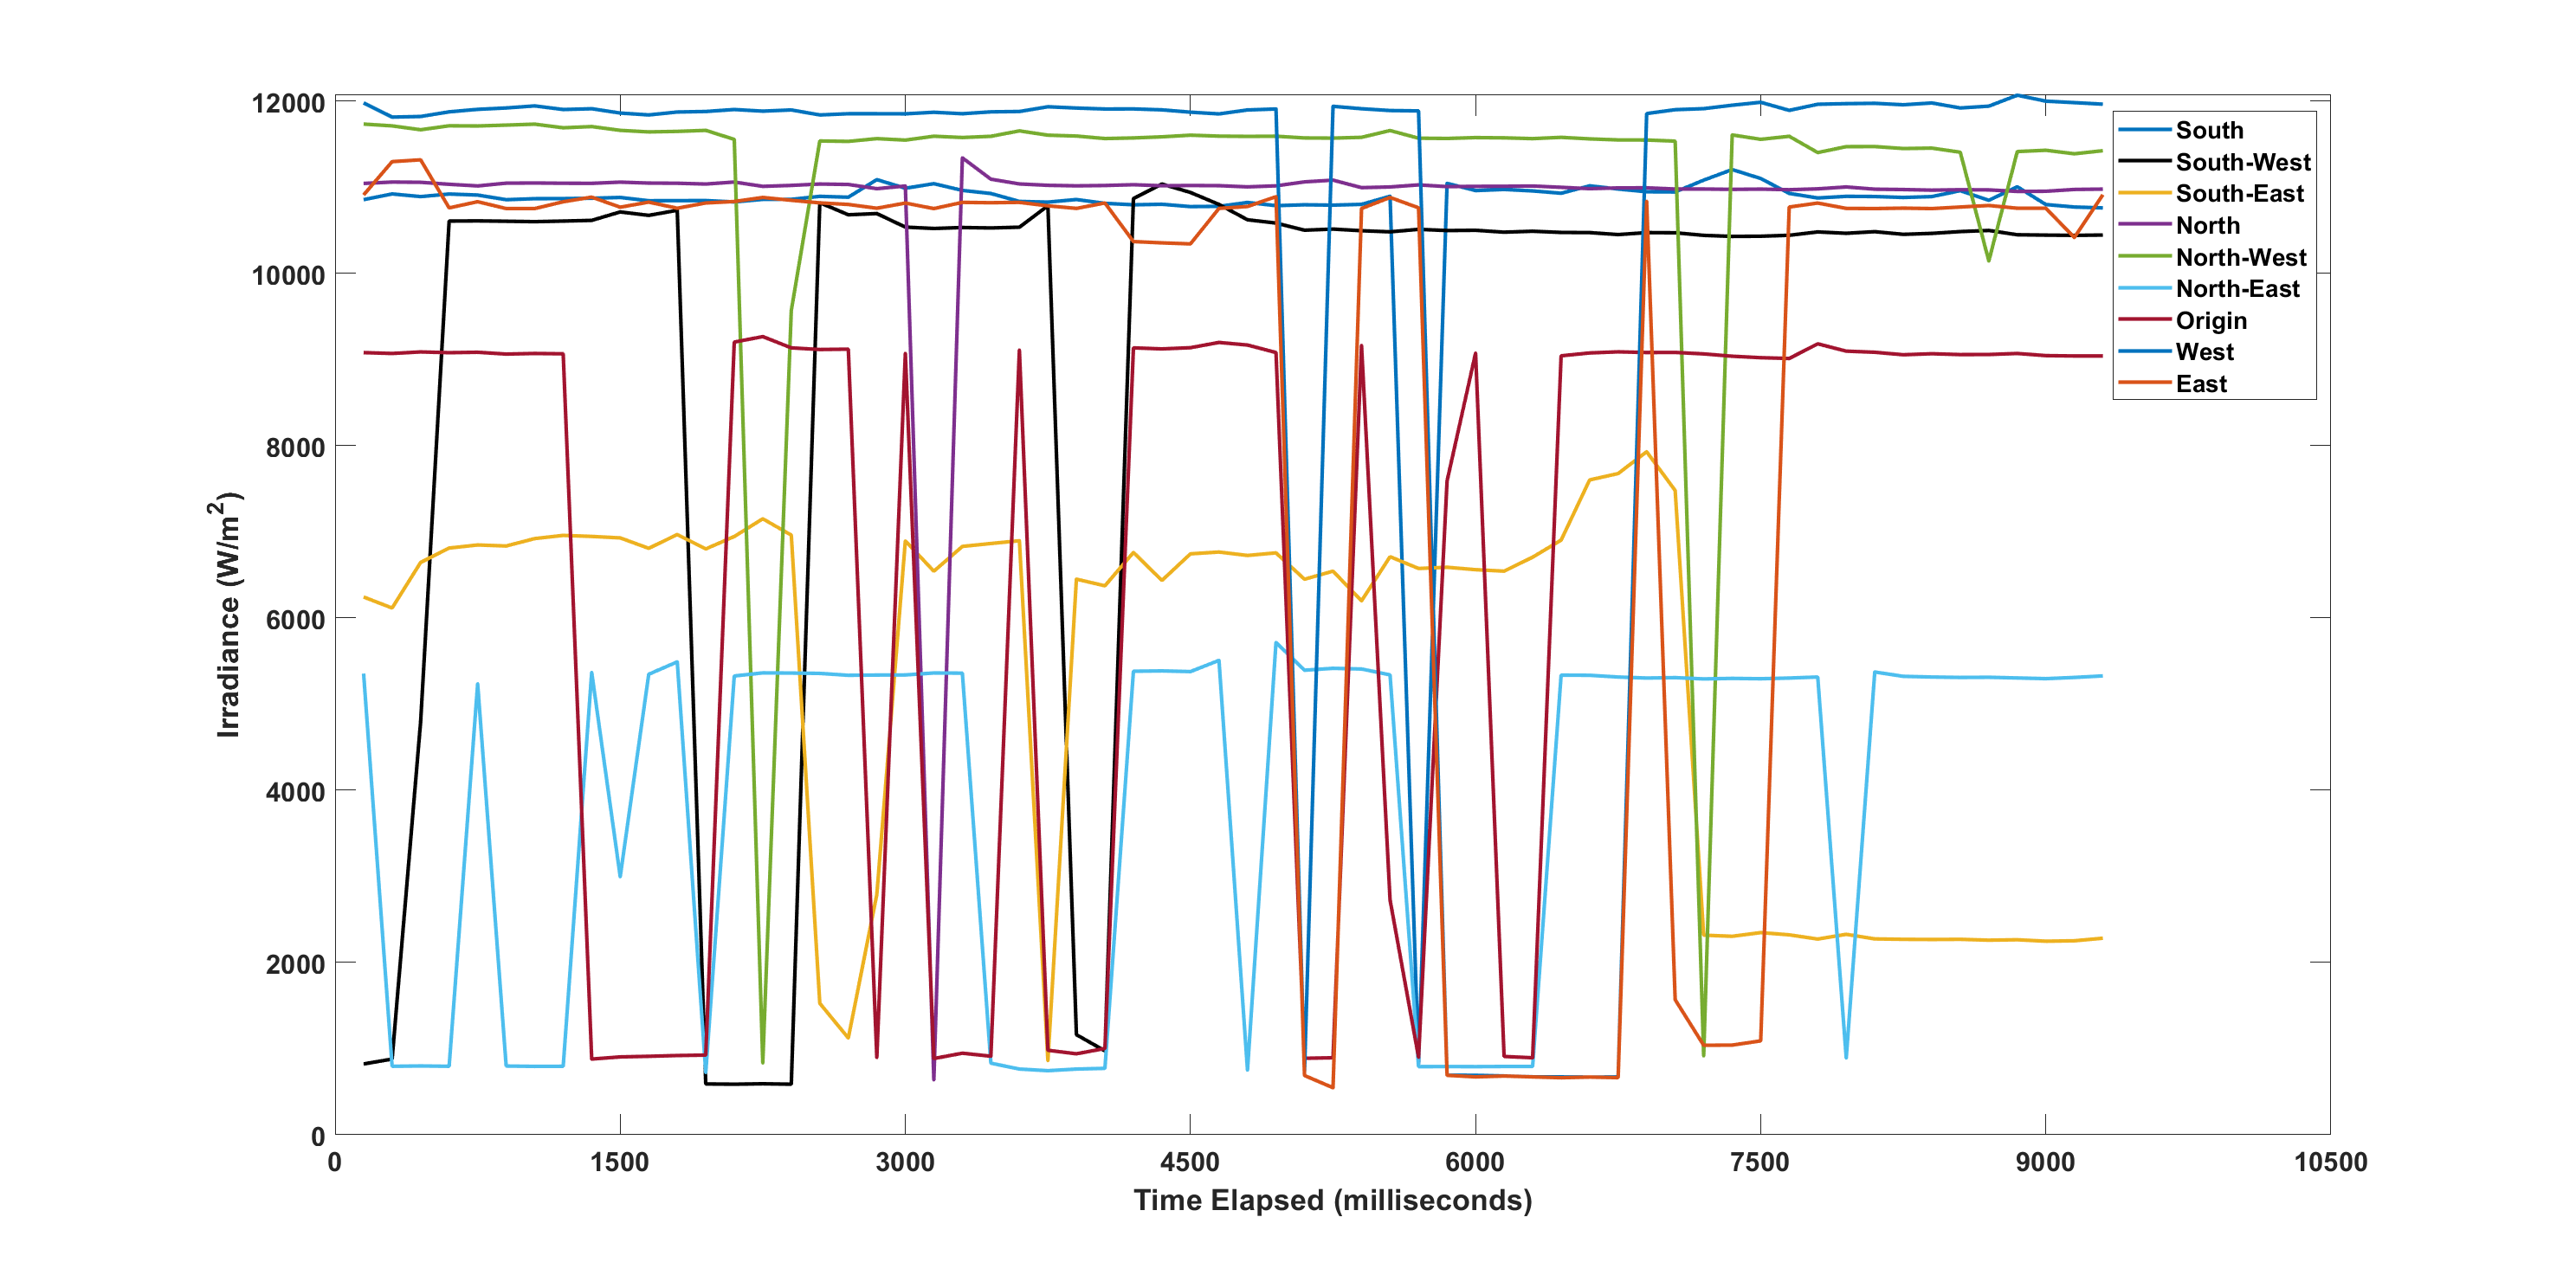 12000
10000
8000
6000
4000
2000
0
Irradiance (W/m²)
0 1500 3000 4500 6000 7500 9000 10500
Time Elapsed (milliseconds)
South
South-West
South-East
North
North-West
North-East
Origin
West
East